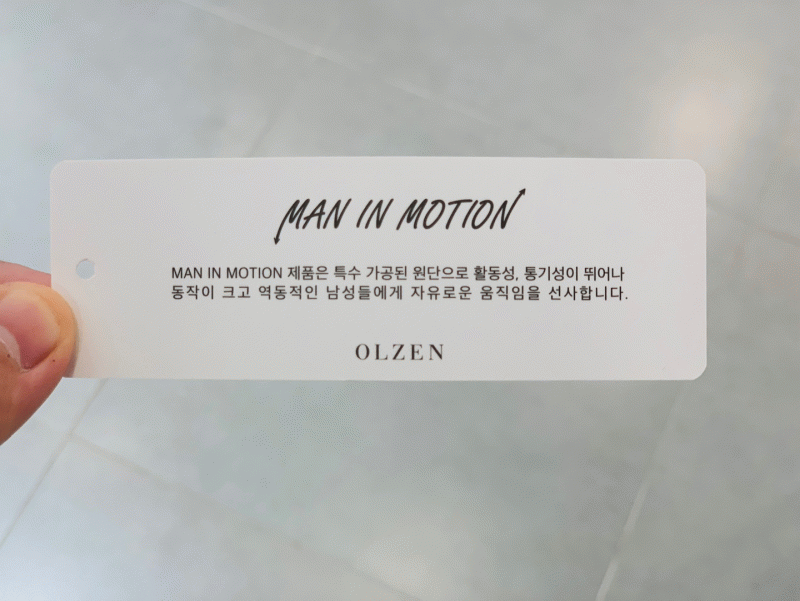 MAN IN MOTION
MAN IN MOTION 제품은 특수 가공된 원단으로 활동성, 통기성이 뛰어나
동작이 크고 역동적인 남성들에게 자유로운 움직임을 선사합니다.
OLZEN